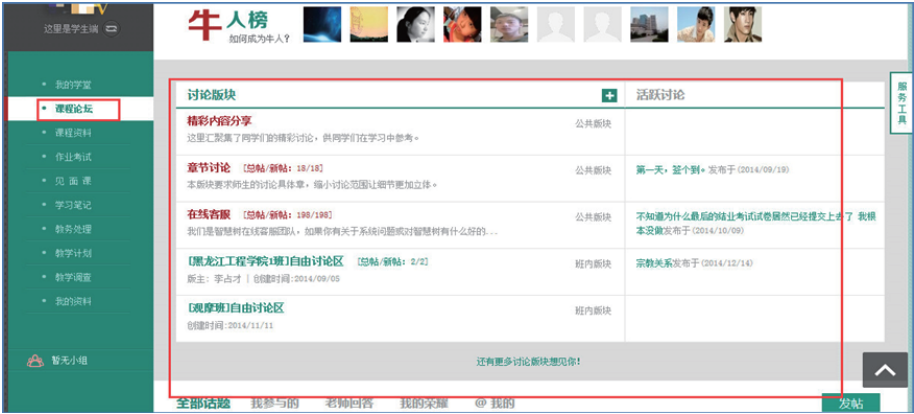 这里是学生端
牛人榜
如何成为牛人?
我的学堂
课程论坛
课程资料
作业考试
见面课
学习笔记
教务处理
教学计划
教学调查
我的资料
暂无小组
讨论版块
活跃讨论
精彩内容分享
公共版块
这里汇聚了同学们的精彩讨论，供同学们在学习中参考。
章节讨论 [总帖/新帖: 18/18]
公共版块
第一天，签个到。发布于(2014/09/19)
本版块要求师生的讨论具体章，缩小讨论范围让细节更加立体。
在线客服 [总帖/新帖: 198/198]
公共版块
不知道为什么最后的结业考试试卷居然已经提交上去了 我根
本没做发布于(2014/10/09)
我们是智慧树在线客服团队，如果你有关于系统问题或对智慧树有什么好的...
[黑龙江工程学院1班]自由讨论区 [总帖/新帖: 2/2]
班内版块
宗教关系发布于(2014/12/14)
版主: 李占才 | 创建时间:2014/09/05
[观摩班]自由讨论区
班内版块
创建时间:2014/11/11
还有更多讨论版块想见你!
全部话题 我参与的 老师回答 我的荣耀 @ 我的
发帖
服务工具